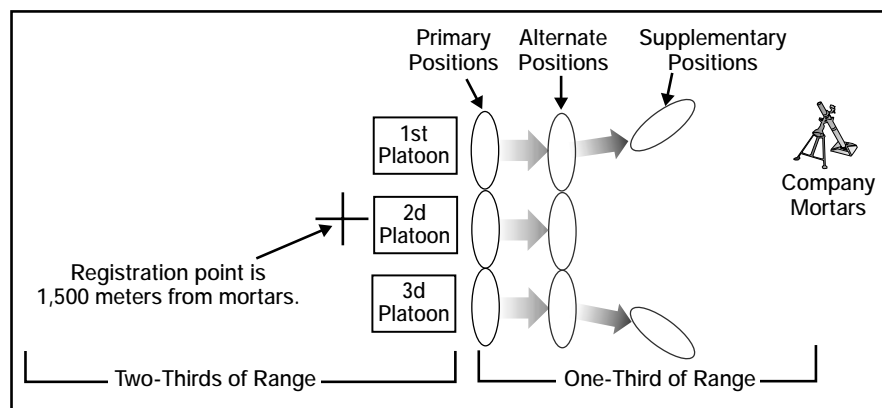 Primary
Positions
Alternate
Positions
Supplementary
Positions
1st
Platoon
2d
Platoon
3d
Platoon
Company
Mortars
Registration point is
1,500 meters from mortars.
Two-Thirds of Range
One-Third of Range